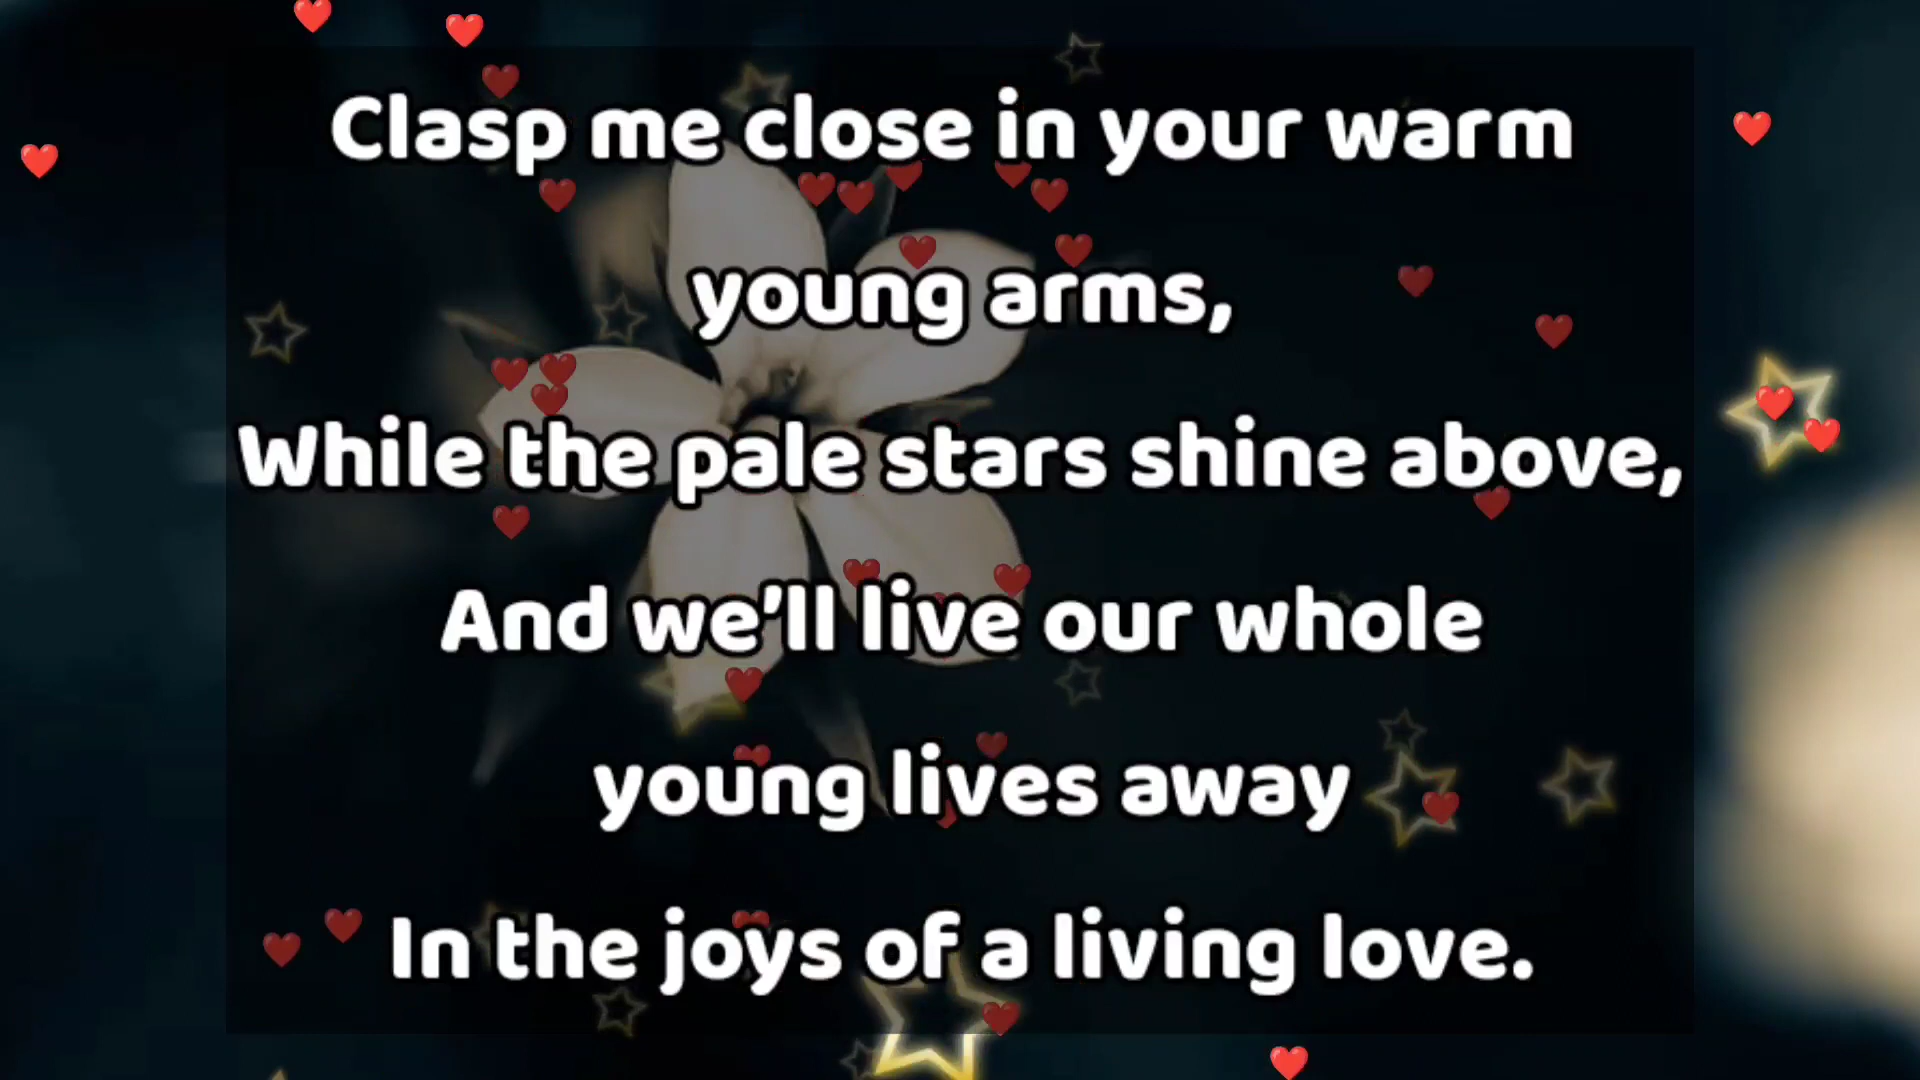 Clasp me close in your warm
young arms,
While the pale stars shine above,
And we’ll live our whole
young lives away
In the joys of a living love.